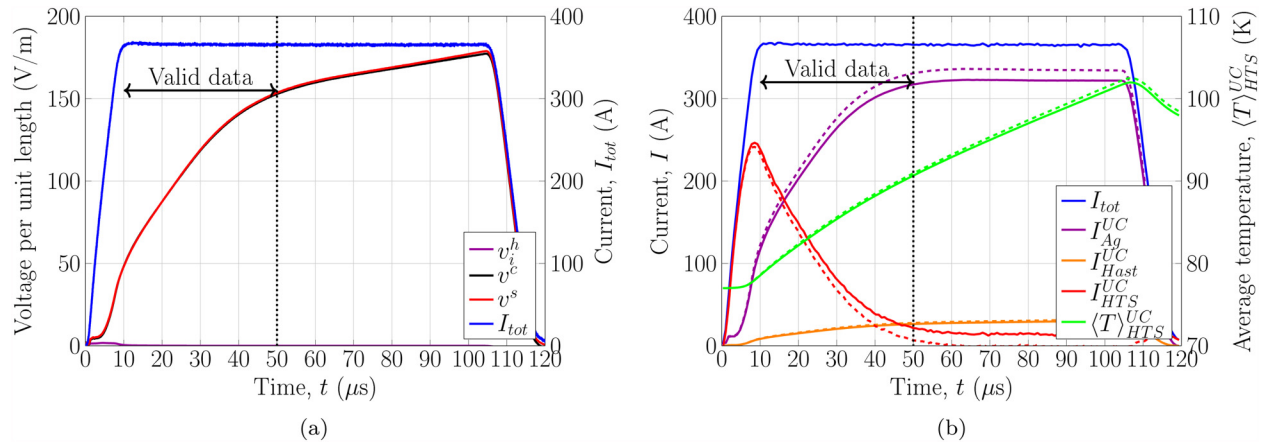 200
150
100
50
0
Voltage per unit length (V/m)
0 10 20 30 40 50 60 70 80 90 100 110 120
Time, t (μs)
400
300
200
100
0
Current, I_tot (A)
Valid data
v_i^h
v^c
v^s
I_tot
(a)
400
350
300
250
200
150
100
50
0
Current, I (A)
0 10 20 30 40 50 60 70 80 90 100 110 120
Time, t (μs)
110
100
90
80
70
Average temperature, ⟨T⟩_HTS^UC (K)
Valid data
I_tot
I_Ag^UC
I_Hast^UC
I_HTS^UC
⟨T⟩_HTS^UC
(b)